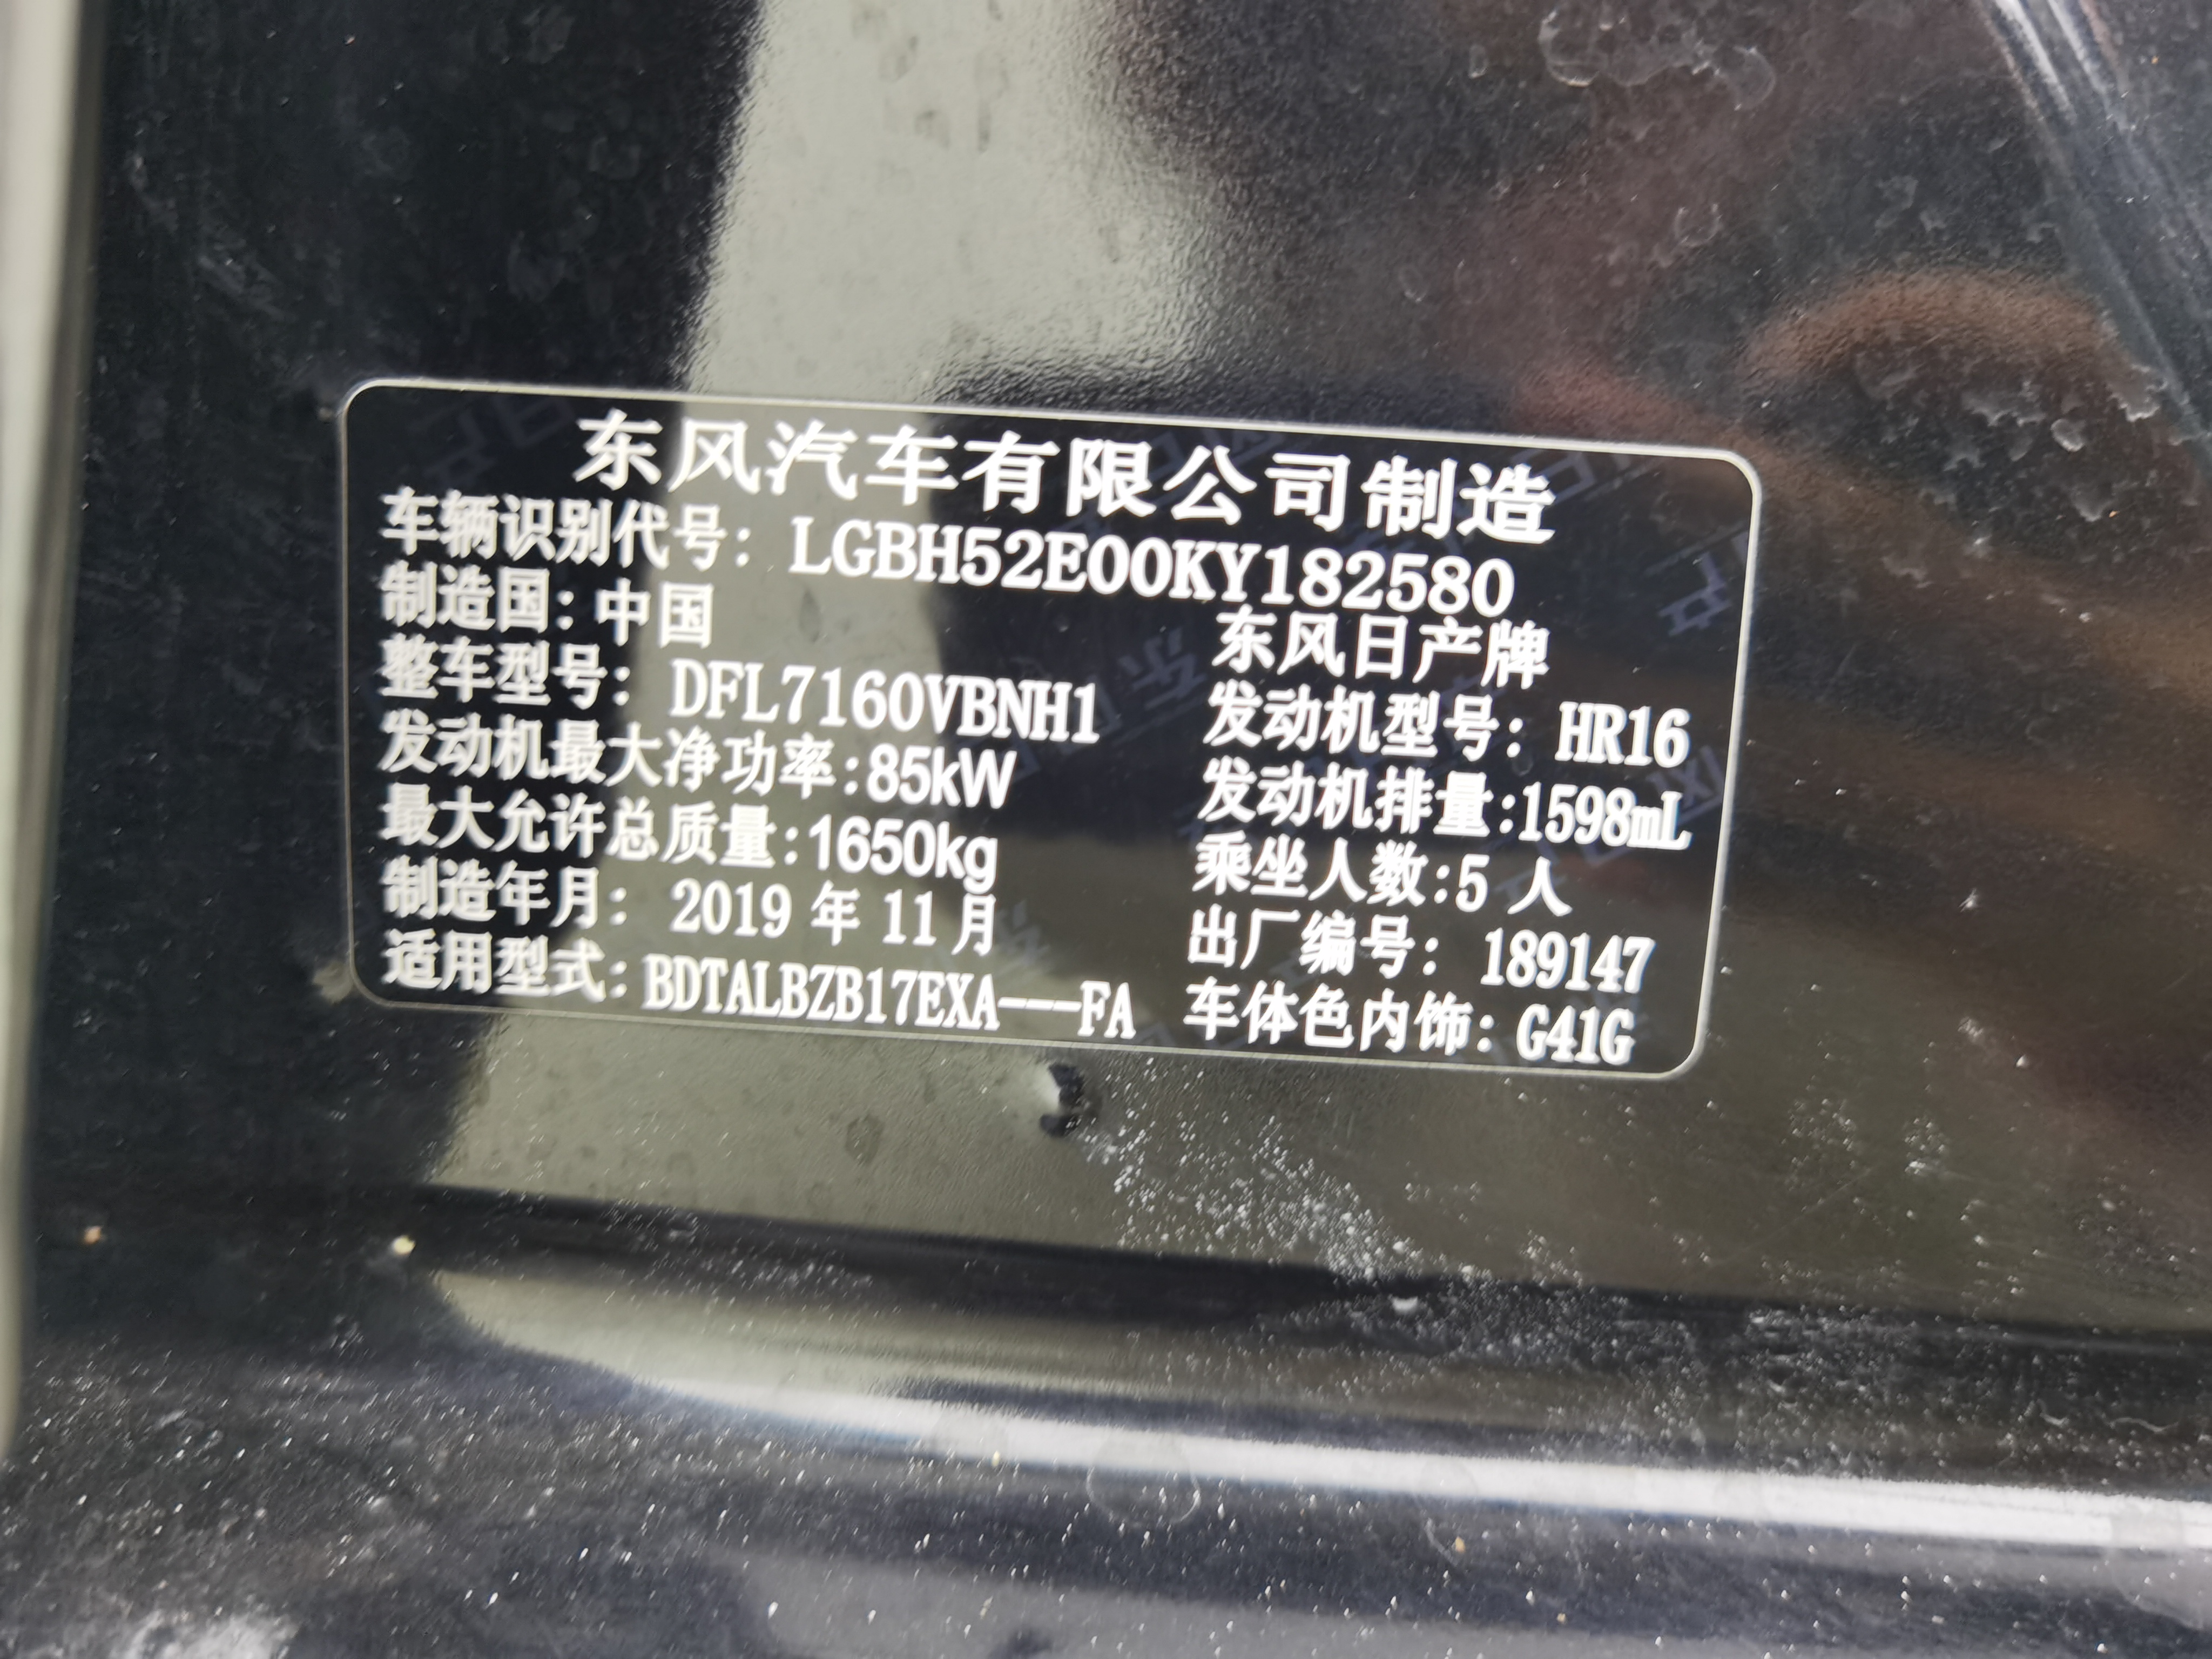 东风汽车有限公司制造
车辆识别代号: LGBH52E00KY182580
制造国: 中国 东风日产牌
整车型号: DFL7160VBNH1 发动机型号: HR16
发动机最大净功率:85kW 发动机排量:1598mL
最大允许总质量:1650kg 乘坐人数:5 人
制造年月: 2019 年 11 月 出厂编号: 189147
适用型式: BDTALBZB17EXA---FA 车体色内饰: G41G